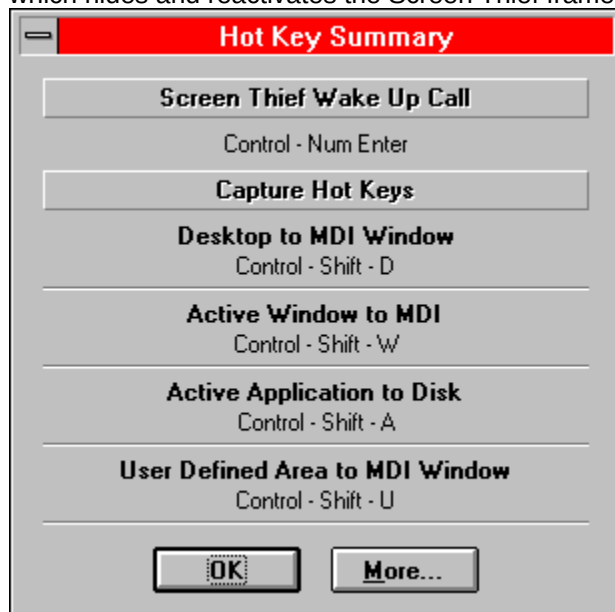 which hides and reactivates the Screen Thief frame
Hot Key Summary
Screen Thief Wake Up Call
Control - Num Enter
Capture Hot Keys
Desktop to MDI Window
Control - Shift - D
Active Window to MDI
Control - Shift - W
Active Application to Disk
Control - Shift - A
User Defined Area to MDI Window
Control - Shift - U
OK
More...